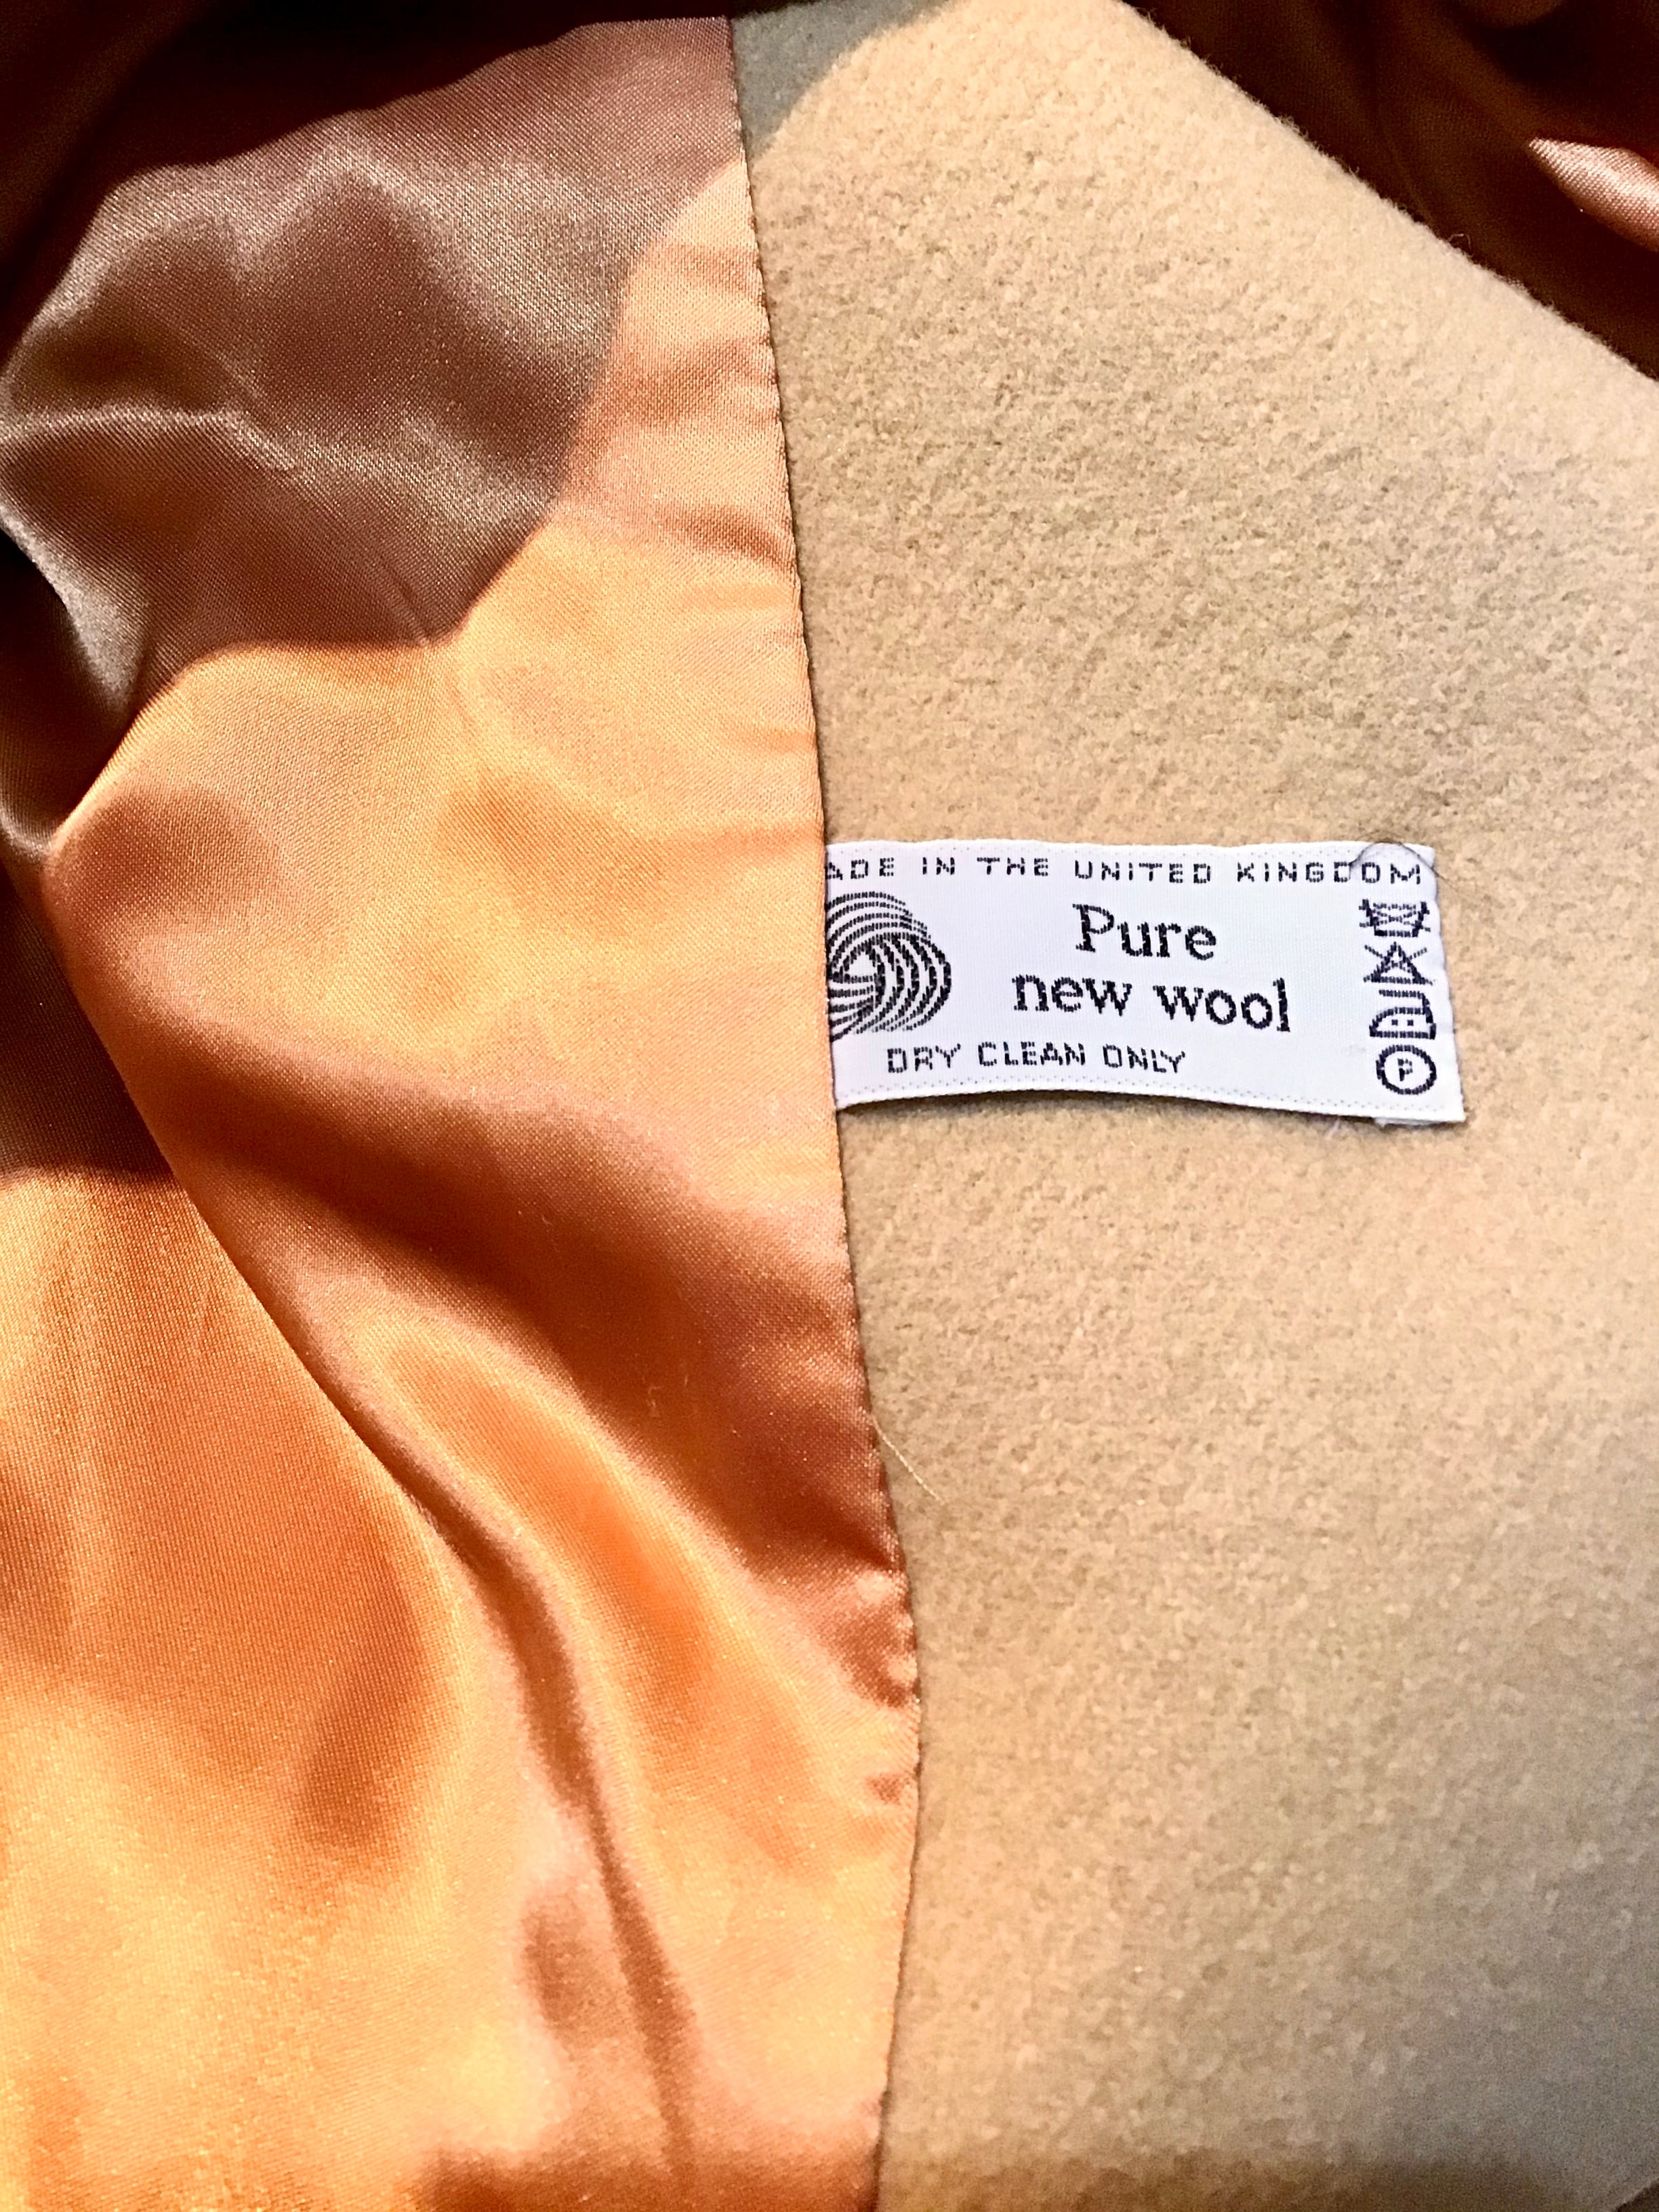 ADE IN THE UNITED KINGDOM
Pure
new wool
DRY CLEAN ONLY
P